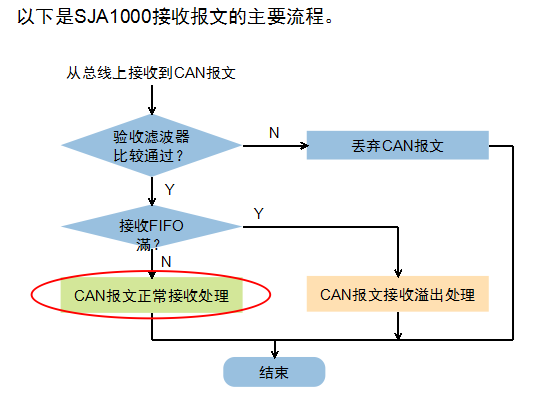 以下是SJA1000接收报文的主要流程。
从总线上接收到CAN报文
验收滤波器
比较通过？
N
丢弃CAN报文
Y
接收FIFO
满？
Y
N
CAN报文正常接收处理
CAN报文接收溢出处理
结束